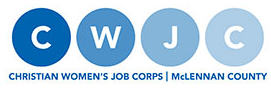 C W J C
CHRISTIAN WOMEN'S JOB CORPS | McLENNAN COUNTY